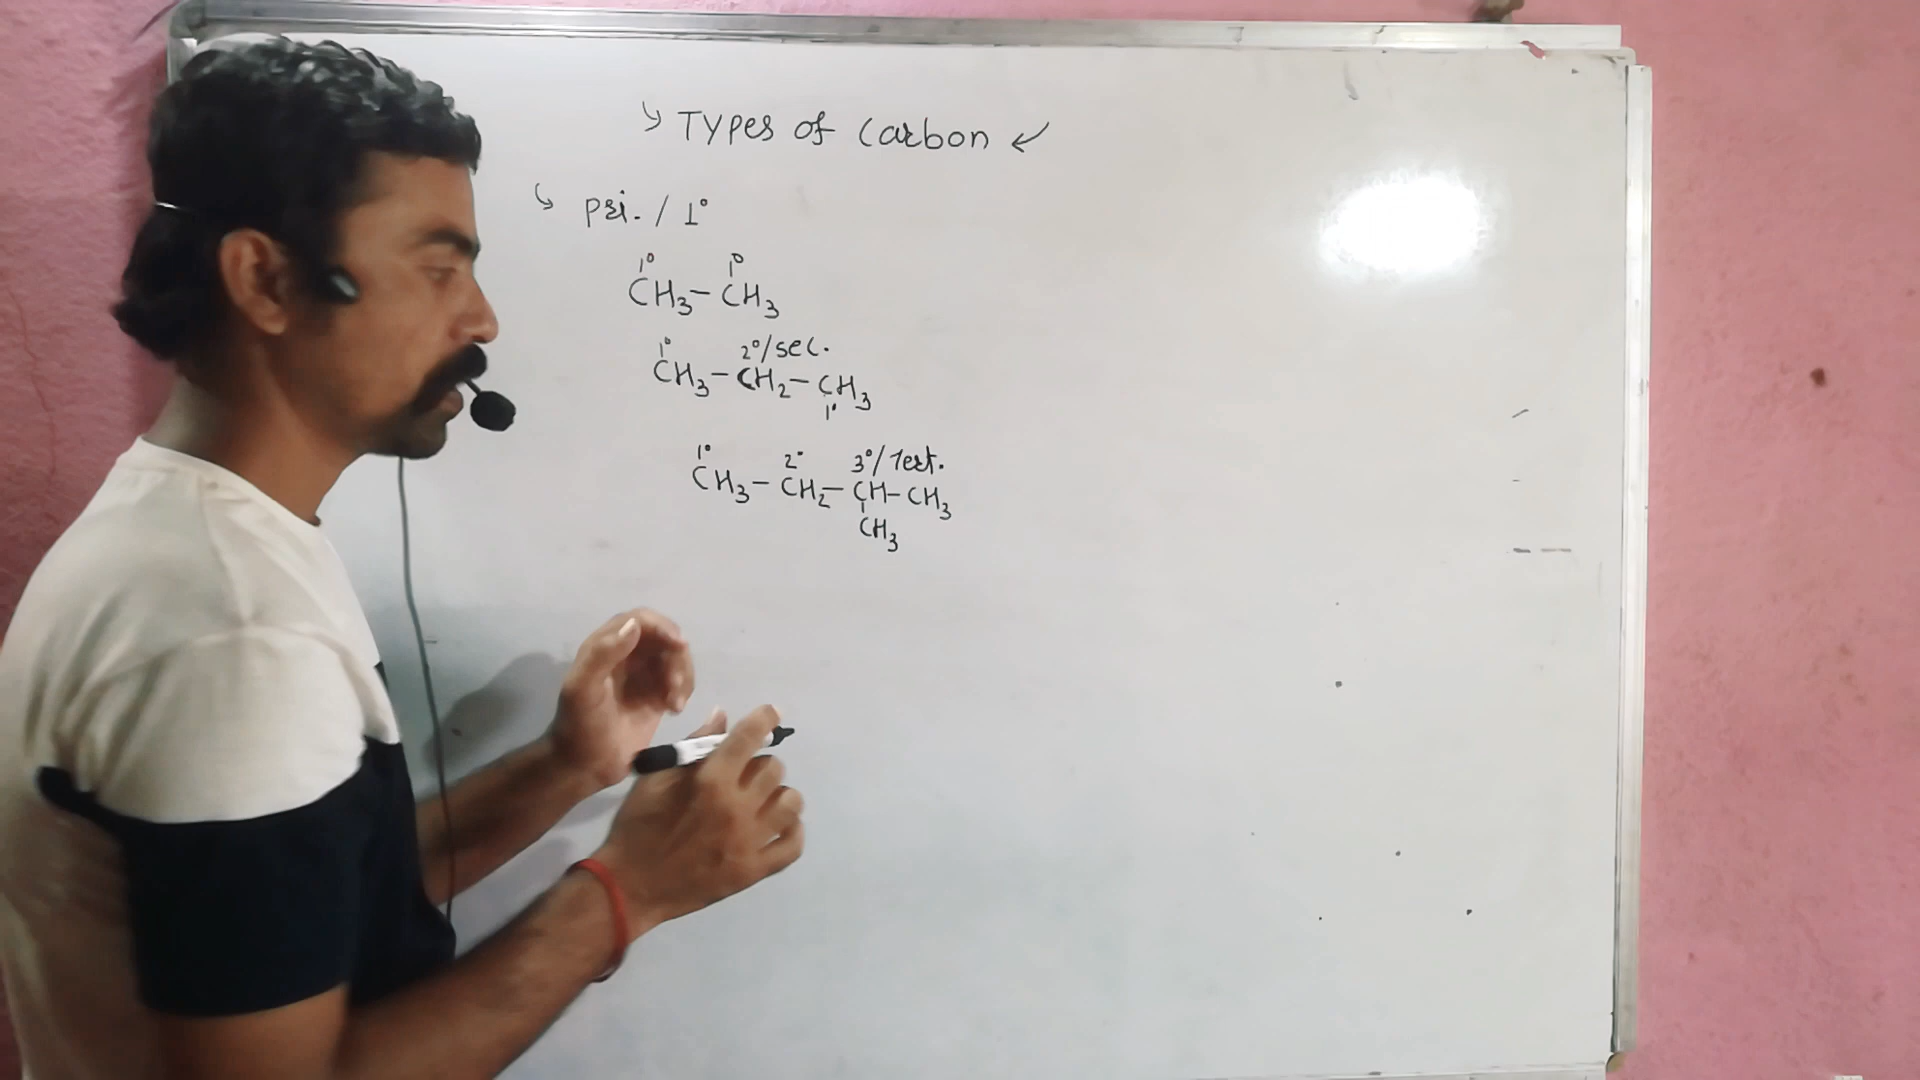 ↳ Types of Carbon ↙
↳ pri. / 1°
1° 1°
CH₃ – CH₃
1° 2°/sec.
CH₃ – CH₂ – CH₃
1°
1° 2° 3°/Tert.
CH₃ – CH₂ – CH – CH₃
|
CH₃